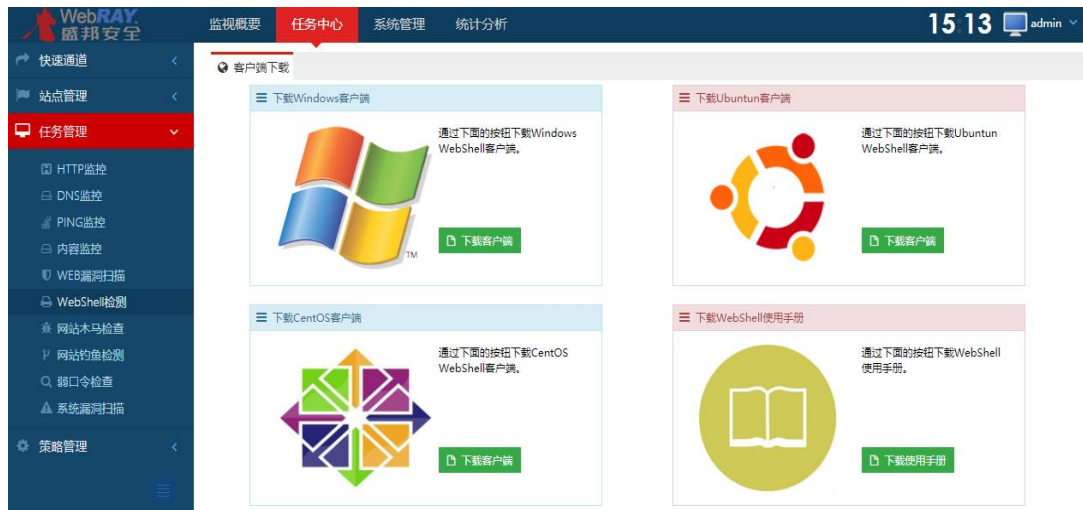 WebRAY.
盛邦安全
监视概要 任务中心 系统管理 统计分析
15:13 admin
快速通道
站点管理
任务管理
HTTP监控
DNS监控
PING监控
内容监控
WEB漏洞扫描
WebShell检测
网站木马检查
网站钓鱼检测
弱口令检查
系统漏洞扫描
策略管理
客户端下载
下载Windows客户端
通过下面的按钮下载Windows
WebShell客户端。
TM
下载客户端
下载Ubuntun客户端
通过下面的按钮下载Ubuntun
WebShell客户端。
下载客户端
下载CentOS客户端
通过下面的按钮下载CentOS
WebShell客户端。
下载客户端
下载WebShell使用手册
通过下面的按钮下载WebShell
使用手册。
下载使用手册